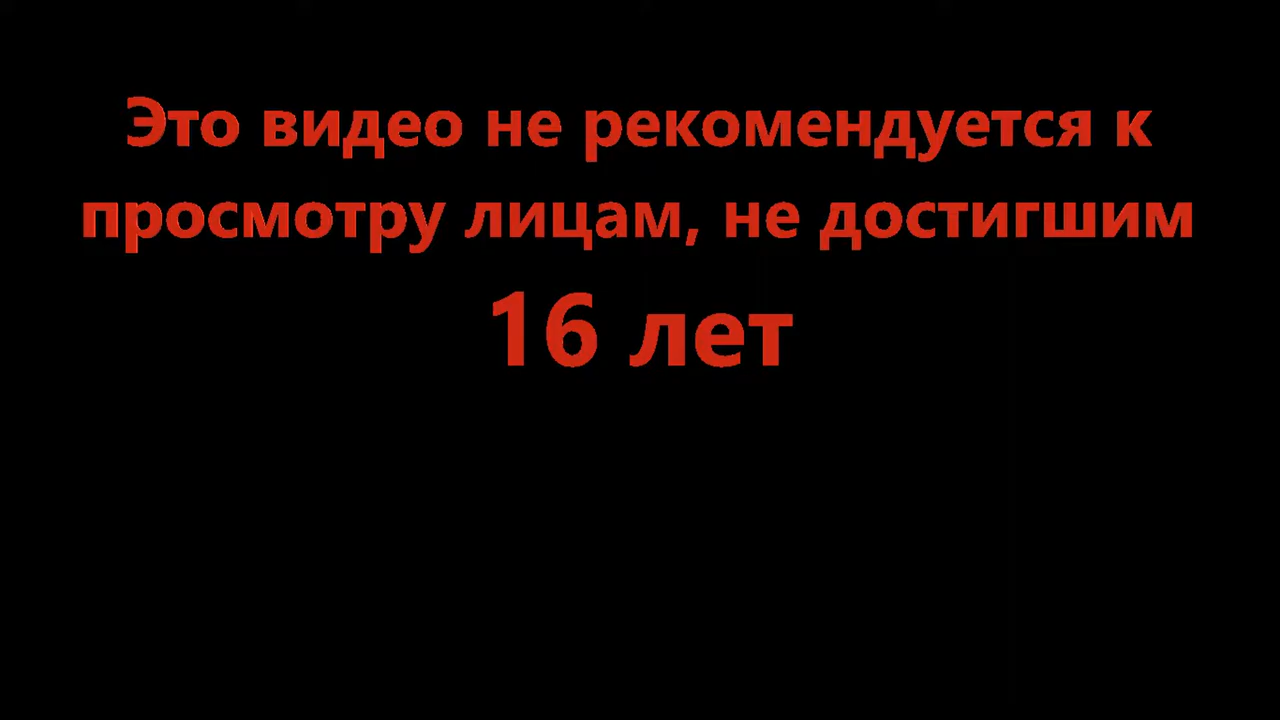 Это видео не рекомендуется к
просмотру лицам, не достигшим
16 лет